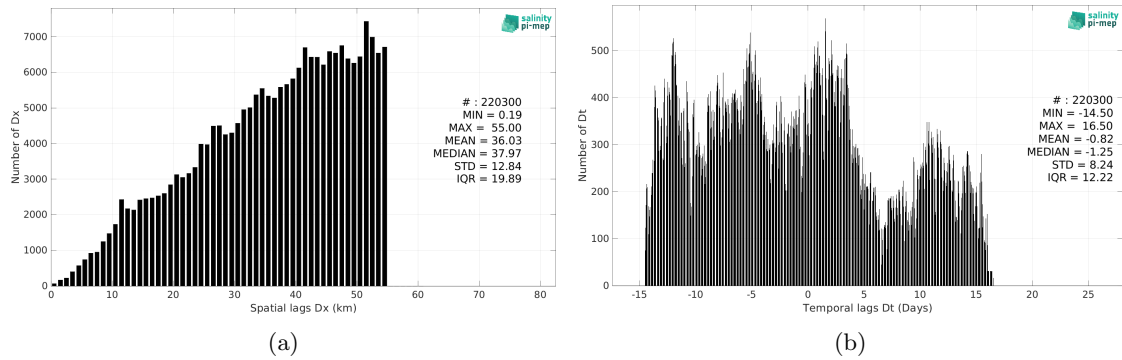 salinity
pi-mep
Number of Dx
7000
6000
5000
4000
3000
2000
1000
0
# : 220300
MIN = 0.19
MAX = 55.00
MEAN = 36.03
MEDIAN = 37.97
STD = 12.84
IQR = 19.89
0 10 20 30 40 50 60 70 80
Spatial lags Dx (km)
(a)
salinity
pi-mep
Number of Dt
500
400
300
200
100
0
# : 220300
MIN = -14.50
MAX = 16.50
MEAN = -0.82
MEDIAN = -1.25
STD = 8.24
IQR = 12.22
-15 -10 -5 0 5 10 15 20 25
Temporal lags Dt (Days)
(b)